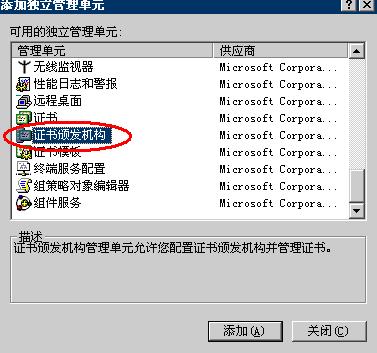 添加独立管理单元
可用的独立管理单元:
管理单元 供应商
无线监视器 Microsoft Corpora...
性能日志和警报 Microsoft Corpora...
远程桌面 Microsoft Corpora...
证书 Microsoft Corpora...
证书颁发机构 Microsoft Corpora...
证书模板 Microsoft Corpora...
终端服务配置 Microsoft Corpora...
组策略对象编辑器 Microsoft Corpora...
组件服务 Microsoft Corpora...
描述
证书颁发机构管理单元允许您配置证书颁发机构并管理证书。
添加(A) 关闭(C)